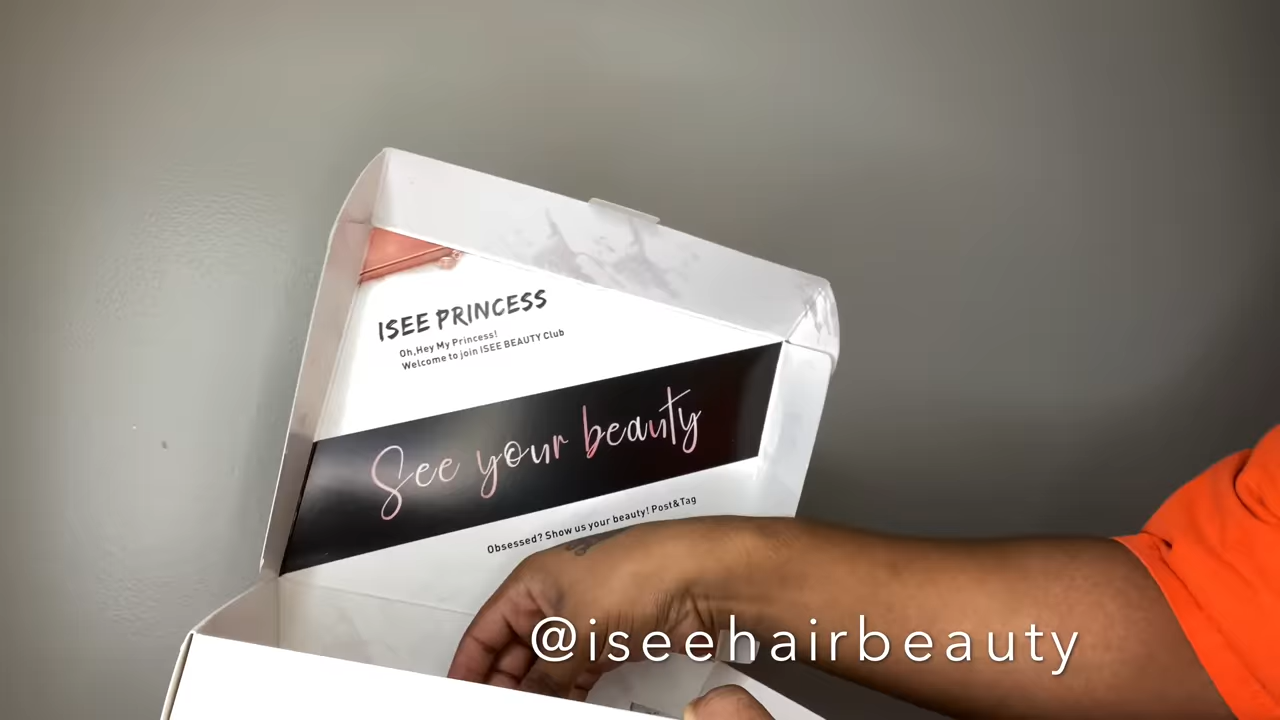 ISEE PRINCESS
Oh,Hey My Princess!
Welcome to join ISEE BEAUTY Club
See your beauty
Obsessed? Show us your beauty! Post&Tag
@iseehairbeauty